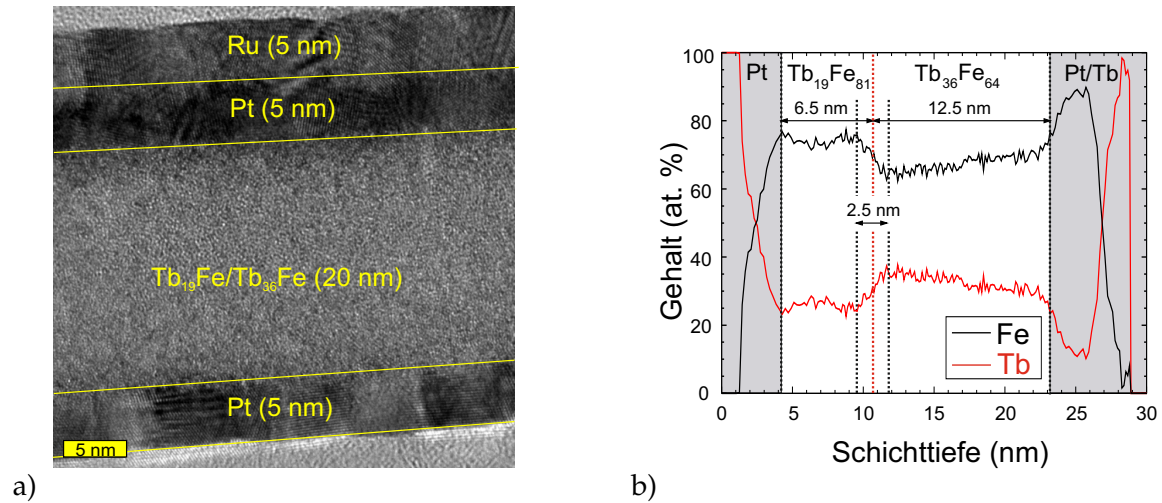 Ru (5 nm)
Pt (5 nm)
Tb₁₉Fe/Tb₃₆Fe (20 nm)
Pt (5 nm)
5 nm
a)
100
80
60
40
20
0
Gehalt (at. %)
Pt
Tb₁₉Fe₈₁
Tb₃₆Fe₆₄
Pt/Tb
6.5 nm
12.5 nm
2.5 nm
Fe
Tb
0 5 10 15 20 25 30
Schichttiefe (nm)
b)